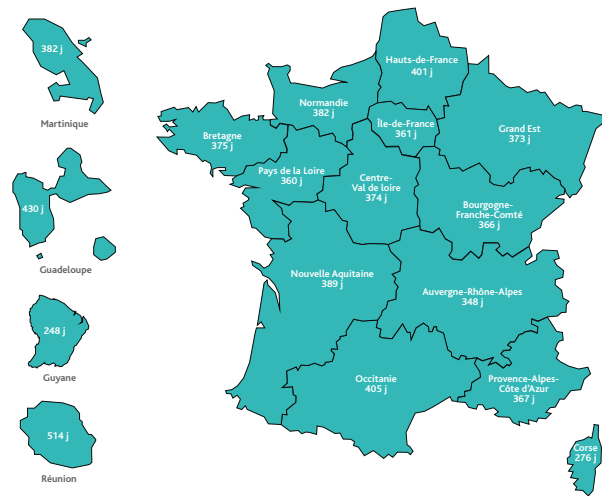 382 j
Martinique
430 j
Guadeloupe
248 j
Guyane
514 j
Réunion
Hauts-de-France
401 j
Normandie
382 j
Île-de-France
361 j
Grand Est
373 j
Bretagne
375 j
Pays de la Loire
360 j
Centre-
Val de loire
374 j
Bourgogne-
Franche-Comté
366 j
Nouvelle Aquitaine
389 j
Auvergne-Rhône-Alpes
348 j
Occitanie
405 j
Provence-Alpes-
Côte d'Azur
367 j
Corse
276 j